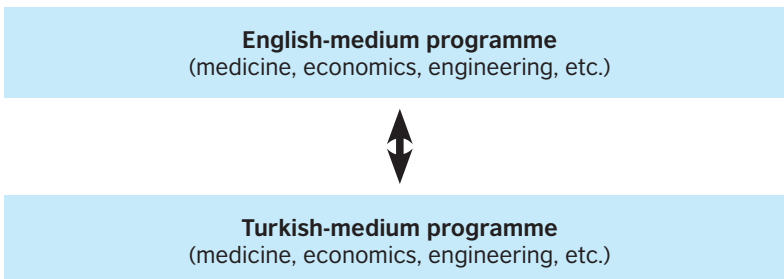 English-medium programme
(medicine, economics, engineering, etc.)
Turkish-medium programme
(medicine, economics, engineering, etc.)